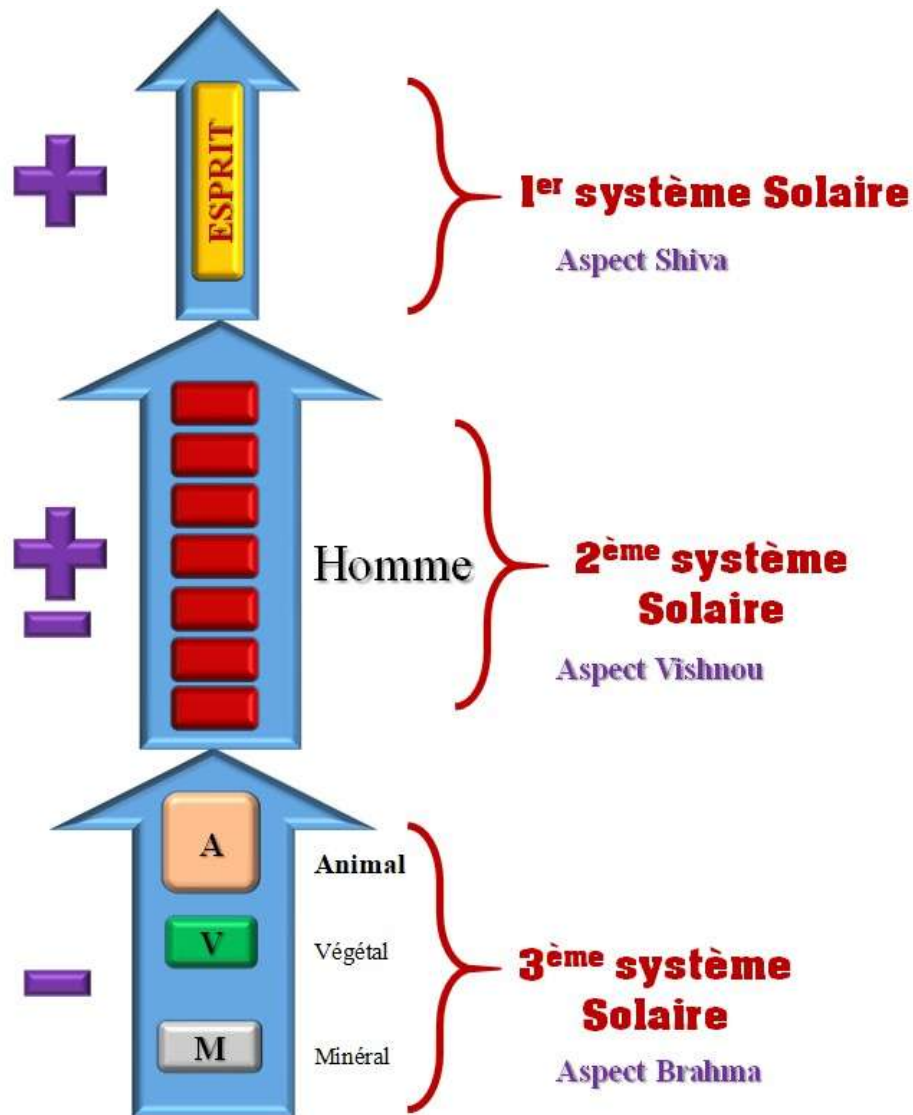 ESPRIT
1er système Solaire
Aspect Shiva
Homme
2ème système
Solaire
Aspect Vishnou
A
Animal
V
Végétal
3ème système
Solaire
M
Minéral
Aspect Brahma